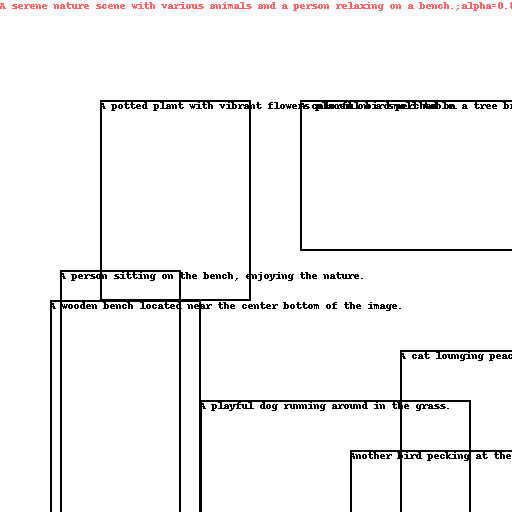 A serene nature scene with various animals and a person relaxing on a bench.;alpha=0.8
A potted plant with vibrant flowers placed on a small table.
A colorful bird perched on a tree br
A person sitting on the bench, enjoying the nature.
A wooden bench located near the center bottom of the image.
A cat lounging peac
A playful dog running around in the grass.
Another bird pecking at the